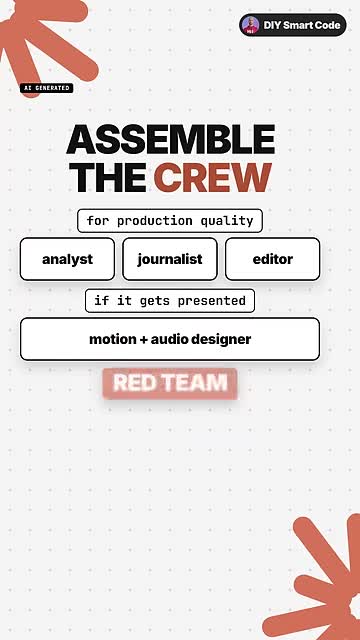 DIY Smart Code
AI GENERATED
ASSEMBLE
THE CREW
for production quality
analyst journalist editor
if it gets presented
motion + audio designer
RED TEAM